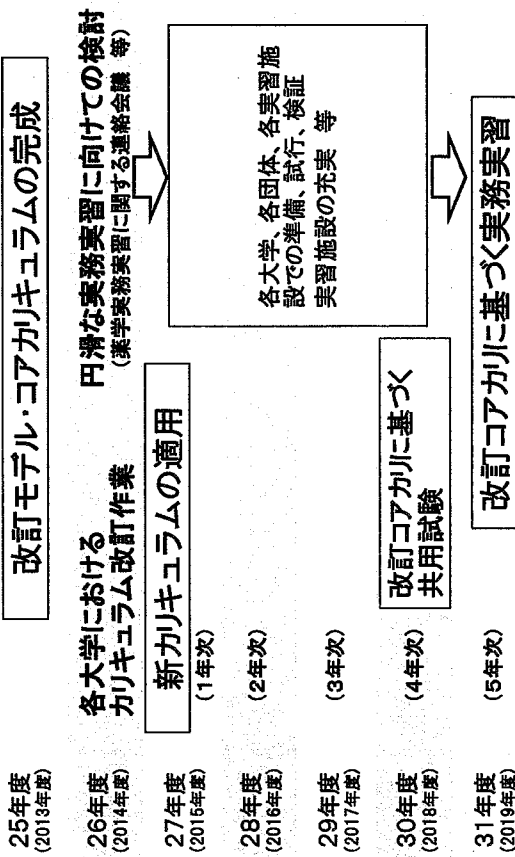 25年度
(2013年度)
改訂モデル・コアカリキュラムの完成
26年度
(2014年度)
各大学における
カリキュラム改訂作業
円滑な実務実習に向けての検討
(薬学実務実習に関する連絡会議 等)
27年度
(2015年度)
新カリキュラムの適用
(1年次)
28年度
(2016年度)
(2年次)
各大学、各団体、各実習施
設での準備、試行、検証
実習施設の充実 等
29年度
(2017年度)
(3年次)
30年度
(2018年度)
(4年次)
改訂コアカリに基づく
共用試験
31年度
(2019年度)
(5年次)
改訂コアカリに基づく実務実習